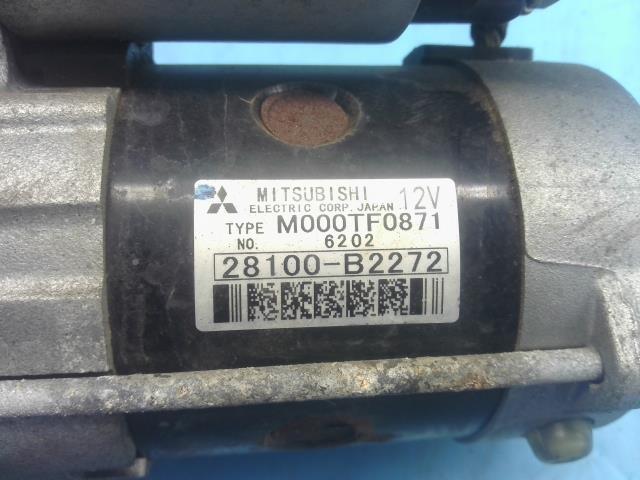 MITSUBISHI 12V
ELECTRIC CORP. JAPAN
TYPE M000TF0871
NO. 6202
28100-B2272